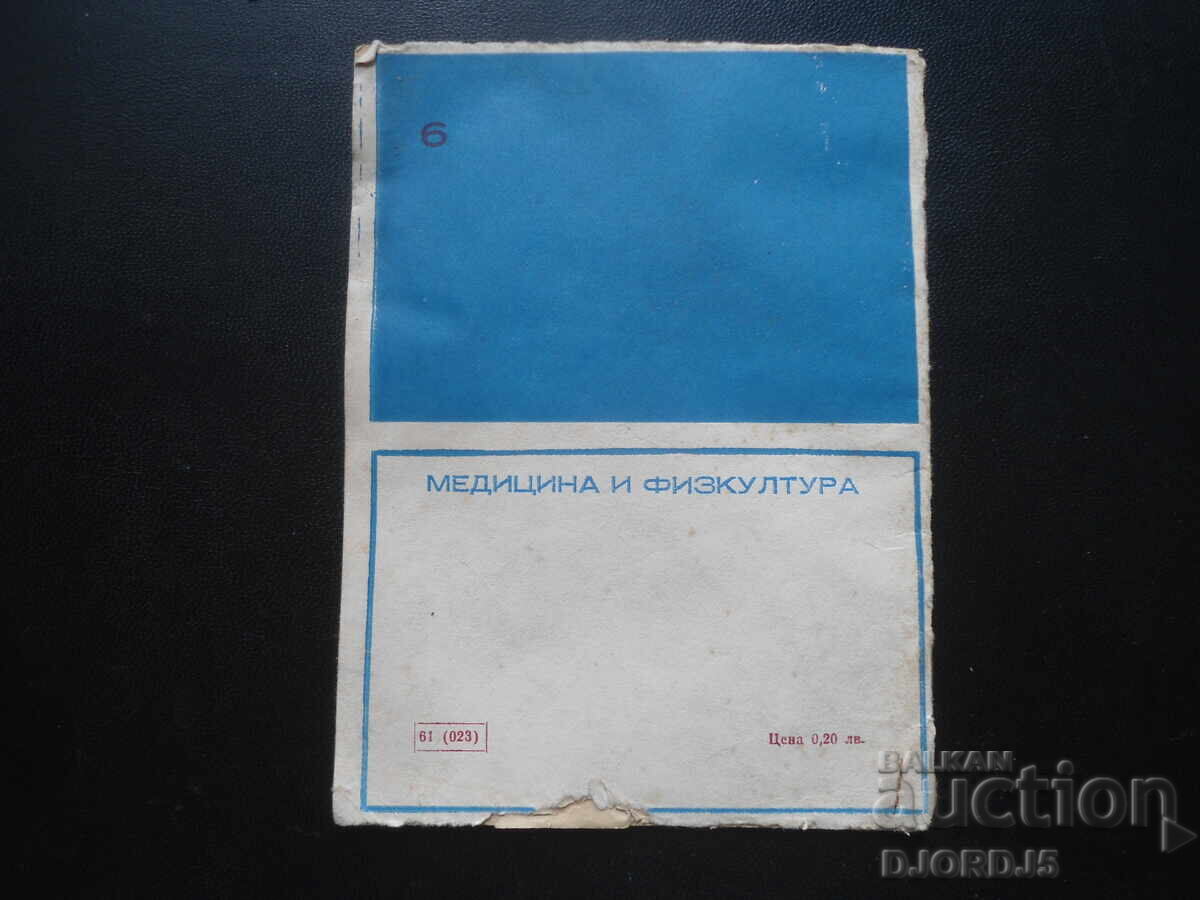 6
МЕДИЦИНА И ФИЗКУЛТУРА
61 (023)
Цена 0,20 лв.
BALKAN
auction
DJORDJ5